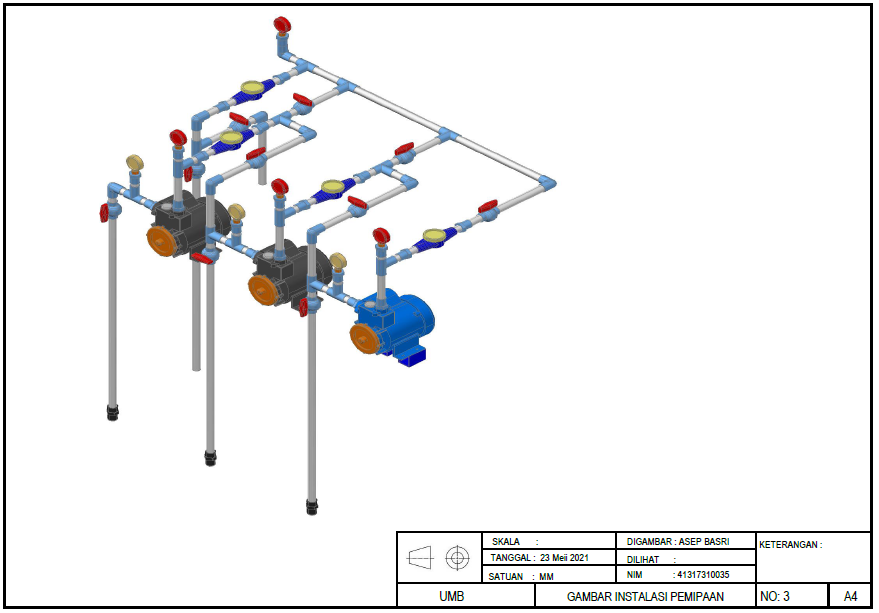 SKALA :
TANGGAL : 23 Meii 2021
SATUAN : MM
DIGAMBAR : ASEP BASRI
DILIHAT :
NIM : 41317310035
KETERANGAN :
UMB
GAMBAR INSTALASI PEMIPAAN
NO: 3
A4